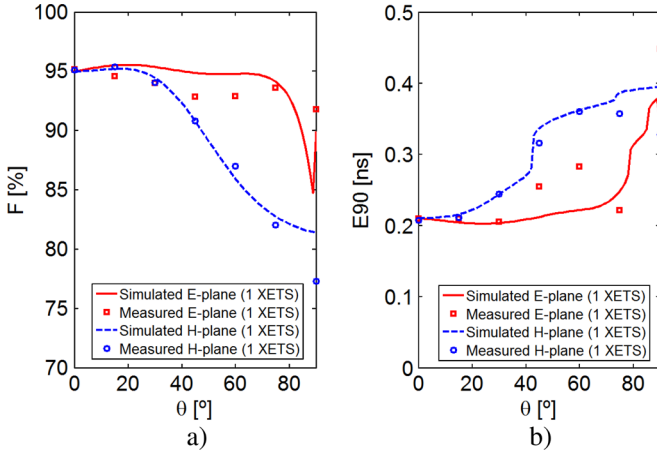 100
95
90
85
80
75
70
F [%]
Simulated E-plane (1 XETS)
Measured E-plane (1 XETS)
Simulated H-plane (1 XETS)
Measured H-plane (1 XETS)
0 20 40 60 80
θ [º]
a)
0.5
0.4
0.3
0.2
0.1
0
E90 [ns]
Simulated E-plane (1 XETS)
Measured E-plane (1 XETS)
Simulated H-plane (1 XETS)
Measured H-plane (1 XETS)
0 20 40 60 80
θ [º]
b)